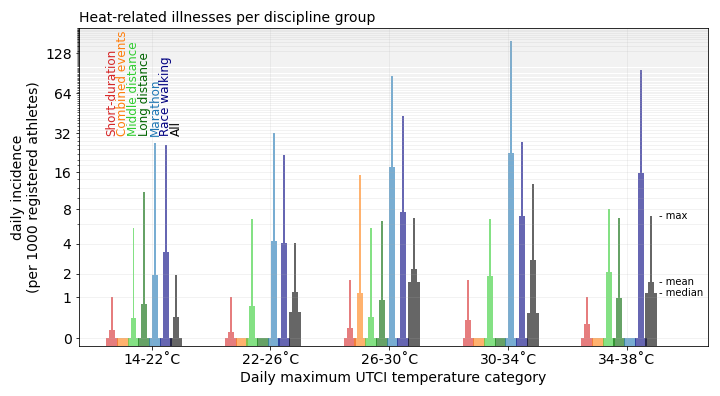 Heat-related illnesses per discipline group
daily incidence
(per 1000 registered athletes)
128
64
32
16
8
4
2
1
0
Short-duration
Combined events
Middle distance
Long distance
Marathon
Race walking
All
- max
- mean
- median
14-22˚C
22-26˚C
26-30˚C
30-34˚C
34-38˚C
Daily maximum UTCI temperature category